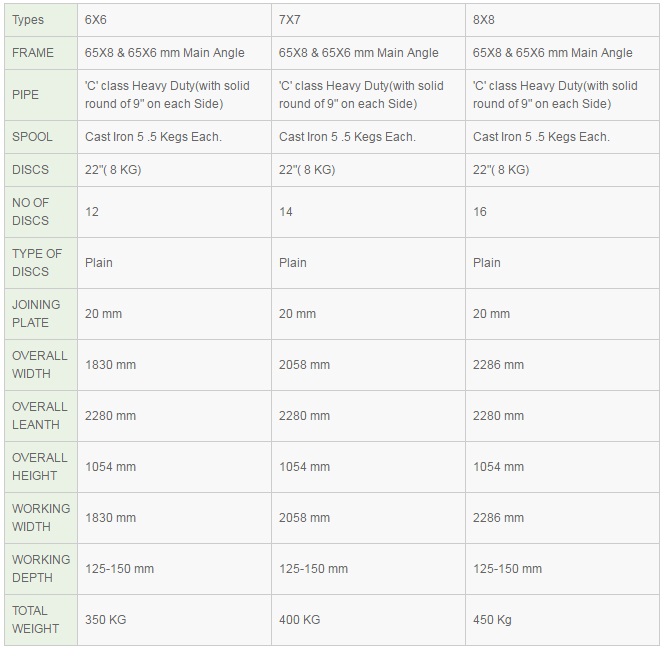 Types 6X6 7X7 8X8
FRAME 65X8 & 65X6 mm Main Angle 65X8 & 65X6 mm Main Angle 65X8 & 65X6 mm Main Angle
PIPE 'C' class Heavy Duty(with solid round of 9" on each Side) 'C' class Heavy Duty(with solid round of 9" on each Side) 'C' class Heavy Duty(with solid round of 9" on each Side)
SPOOL Cast Iron 5 .5 Kegs Each. Cast Iron 5 .5 Kegs Each. Cast Iron 5 .5 Kegs Each.
DISCS 22"( 8 KG) 22"( 8 KG) 22"( 8 KG)
NO OF DISCS 12 14 16
TYPE OF DISCS Plain Plain Plain
JOINING PLATE 20 mm 20 mm 20 mm
OVERALL WIDTH 1830 mm 2058 mm 2286 mm
OVERALL LEANTH 2280 mm 2280 mm 2280 mm
OVERALL HEIGHT 1054 mm 1054 mm 1054 mm
WORKING WIDTH 1830 mm 2058 mm 2286 mm
WORKING DEPTH 125-150 mm 125-150 mm 125-150 mm
TOTAL WEIGHT 350 KG 400 KG 450 Kg